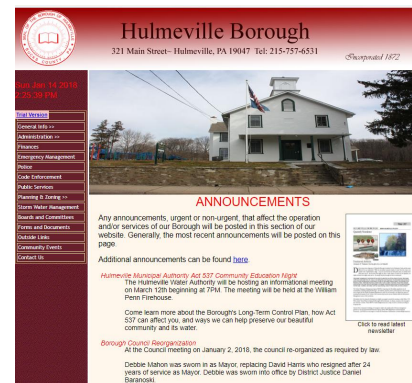 Hulmeville Borough
321 Main Street~ Hulmeville, PA 19047 Tel: 215-757-6531
Incorporated 1872
Sun Jan 14 2018
2:25:39 PM
Trial Version
General Info >>
Administration >>
Finances
Emergency Management
Police
Code Enforcement
Public Services
Planning & Zoning >>
Storm Water Management
Boards and Committees
Forms and Documents
Outside Links
Community Events
Contact Us
ANNOUNCEMENTS
Any announcements, urgent or non-urgent, that affect the operation
and/or services of our Borough will be posted in this section of our
website. Generally, the most recent announcements will be posted on this
page.
Additional announcements can be found here.
Click to read latest
newsletter
Hulmeville Municipal Authority Act 537 Community Education Night
The Hulmeville Water Authority will be hosting an informational meeting
on March 12th beginning at 7PM. The meeting will be held at the William
Penn Firehouse.
Come learn more about the Borough's Long-Term Control Plan, how Act
537 can affect you, and ways we can help preserve our beautiful
community and its water.
Borough Council Reorganization
At the Council meeting on January 2, 2018, the council re-organized as required by law.
Debbie Mahon was sworn in as Mayor, replacing David Harris who resigned after 24
years of service as Mayor. Debbie was sworn into office by District Justice Daniel
Baranoski.